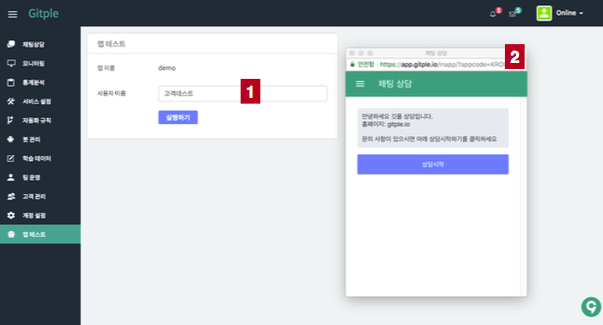 Gitple
5
5
Online
채팅상담
모니터링
통계분석
서비스 설정
자동화 규칙
봇 관리
학습 데이터
팀 운영
고객 관리
계정 설정
앱 테스트
앱 테스트
앱 이름 demo
사용자 이름 고객테스트
1
실행하기
채팅 상담
2
안전함 https://app.gitple.io/inapp/?appcode=
채팅 상담
안녕하세요 깃플 상담입니다.
홈페이지: gitple.io
문의 사항이 있으시면 아래 상담시작하기를 클릭하세요
상담시작